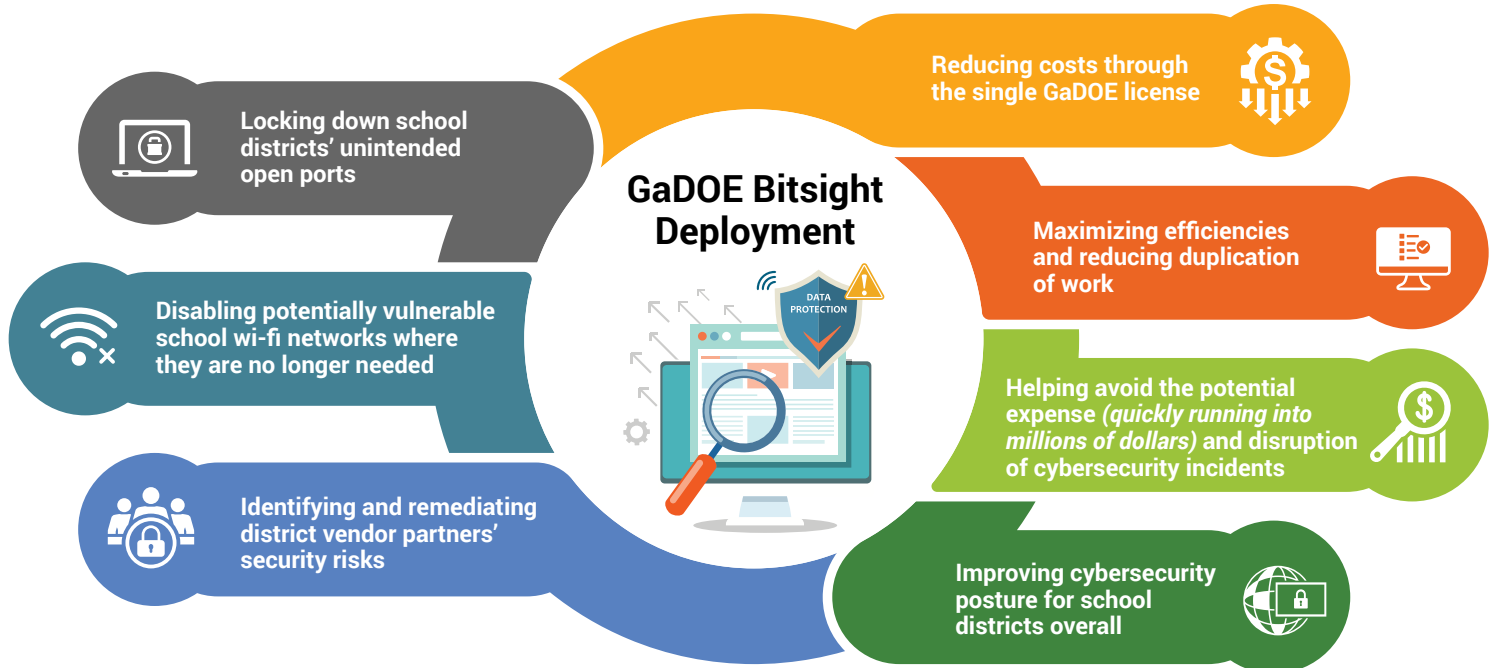 GaDOE Bitsight
Deployment
DATA
PROTECTION
Locking down school
districts’ unintended
open ports
Disabling potentially vulnerable
school wi-fi networks where
they are no longer needed
Identifying and remediating
district vendor partners’
security risks
Reducing costs through
the single GaDOE license
Maximizing efficiencies
and reducing duplication
of work
Helping avoid the potential
expense (quickly running into
millions of dollars) and disruption
of cybersecurity incidents
Improving cybersecurity
posture for school
districts overall